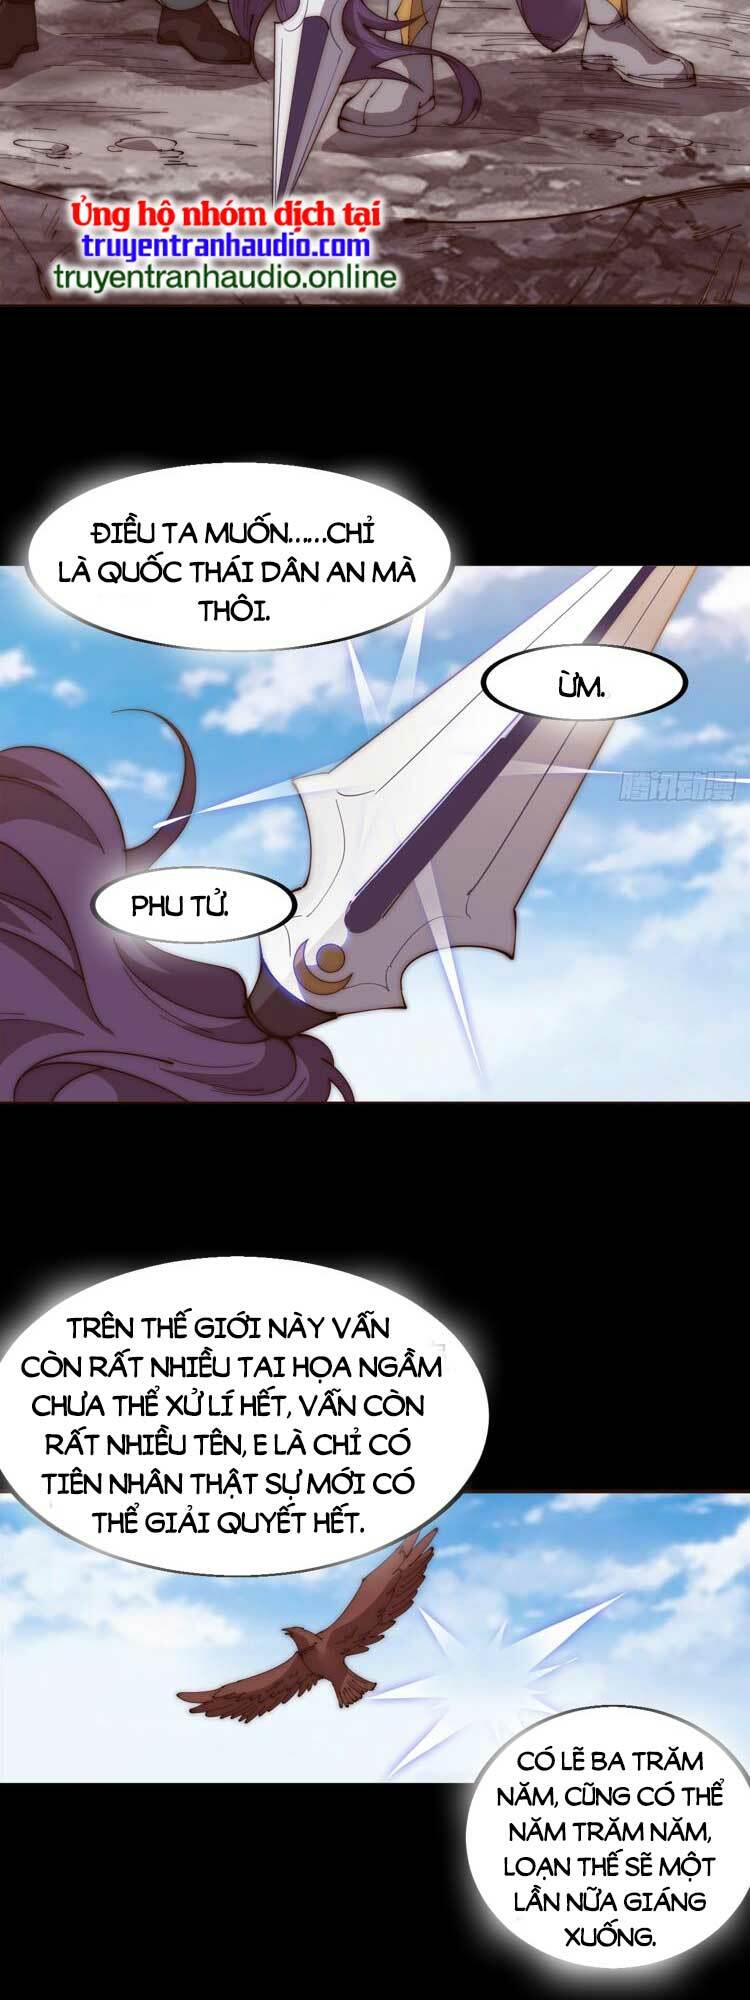 Ủng hộ nhóm dịch tại
truyentranhaudio.com
truyentranhaudio.online
ĐIỀU TA MUỐN......CHỈ
LÀ QUỐC THÁI DÂN AN MÀ
THÔI.
ỪM.
腾讯动漫
PHU TỬ.
TRÊN THẾ GIỚI NÀY VẪN
CÒN RẤT NHIỀU TAI HỌA NGẦM
CHƯA THỂ XỬ LÍ HẾT, VẪN CÒN
RẤT NHIỀU TÊN, E LÀ CHỈ CÓ
TIÊN NHÂN THẬT SỰ MỚI CÓ
THỂ GIẢI QUYẾT HẾT.
CÓ LẼ BA TRĂM
NĂM, CŨNG CÓ THỂ
NĂM TRĂM NĂM,
LOẠN THẾ SẼ MỘT
LẦN NỮA GIÁNG
XUỐNG.